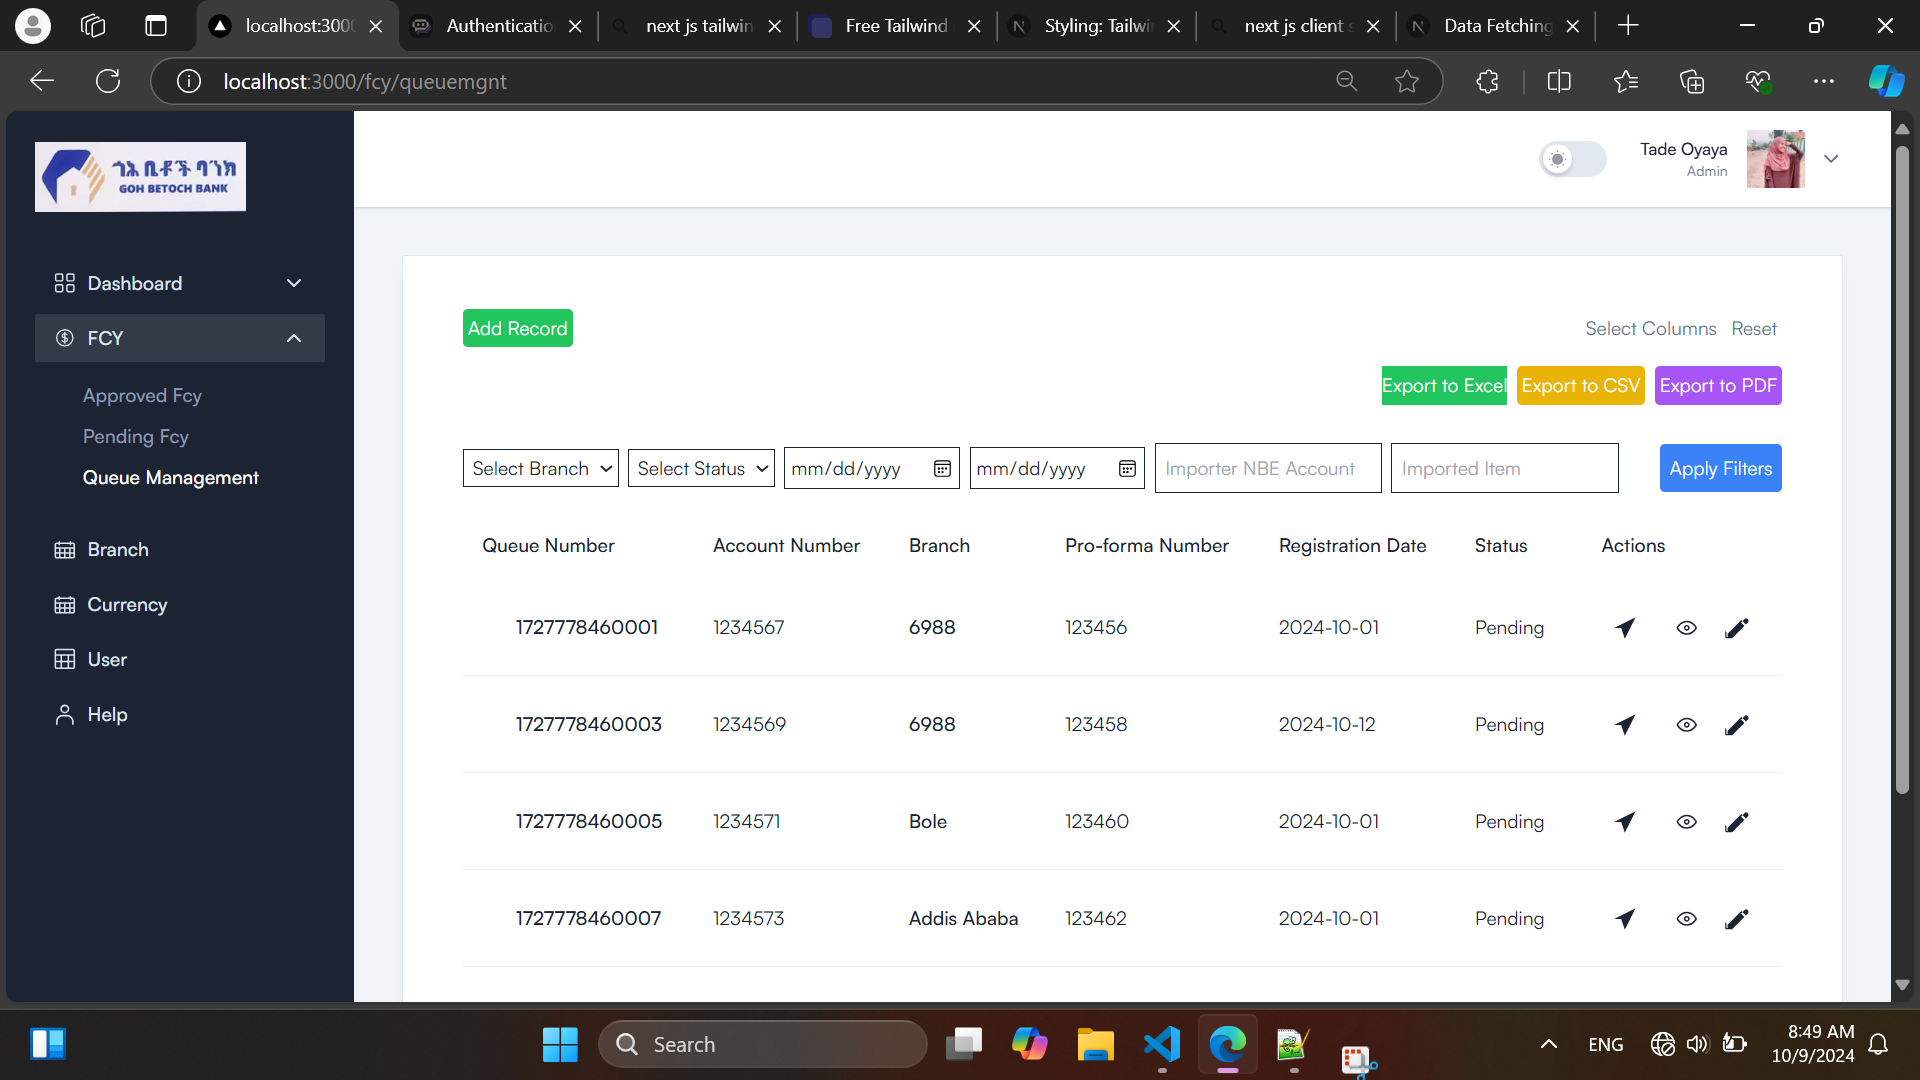 localhost:3000
Authenticatio
next js tailwin
Free Tailwind
Styling: Tailwi
next js client s
Data Fetching
localhost:3000/fcy/queuemgnt
ጎሕ ቤቶች ባንክ
GOH BETOCH BANK
Tade Oyaya
Admin
Dashboard
FCY
Approved Fcy
Pending Fcy
Queue Management
Branch
Currency
User
Help
Add Record
Select Columns Reset
Export to Excel Export to CSV Export to PDF
Select Branch Select Status mm/dd/yyyy mm/dd/yyyy Importer NBE Account Imported Item Apply Filters
Queue Number Account Number Branch Pro-forma Number Registration Date Status Actions
1727778460001 1234567 6988 123456 2024-10-01 Pending
1727778460003 1234569 6988 123458 2024-10-12 Pending
1727778460005 1234571 Bole 123460 2024-10-01 Pending
1727778460007 1234573 Addis Ababa 123462 2024-10-01 Pending
Search
ENG
8:49 AM
10/9/2024